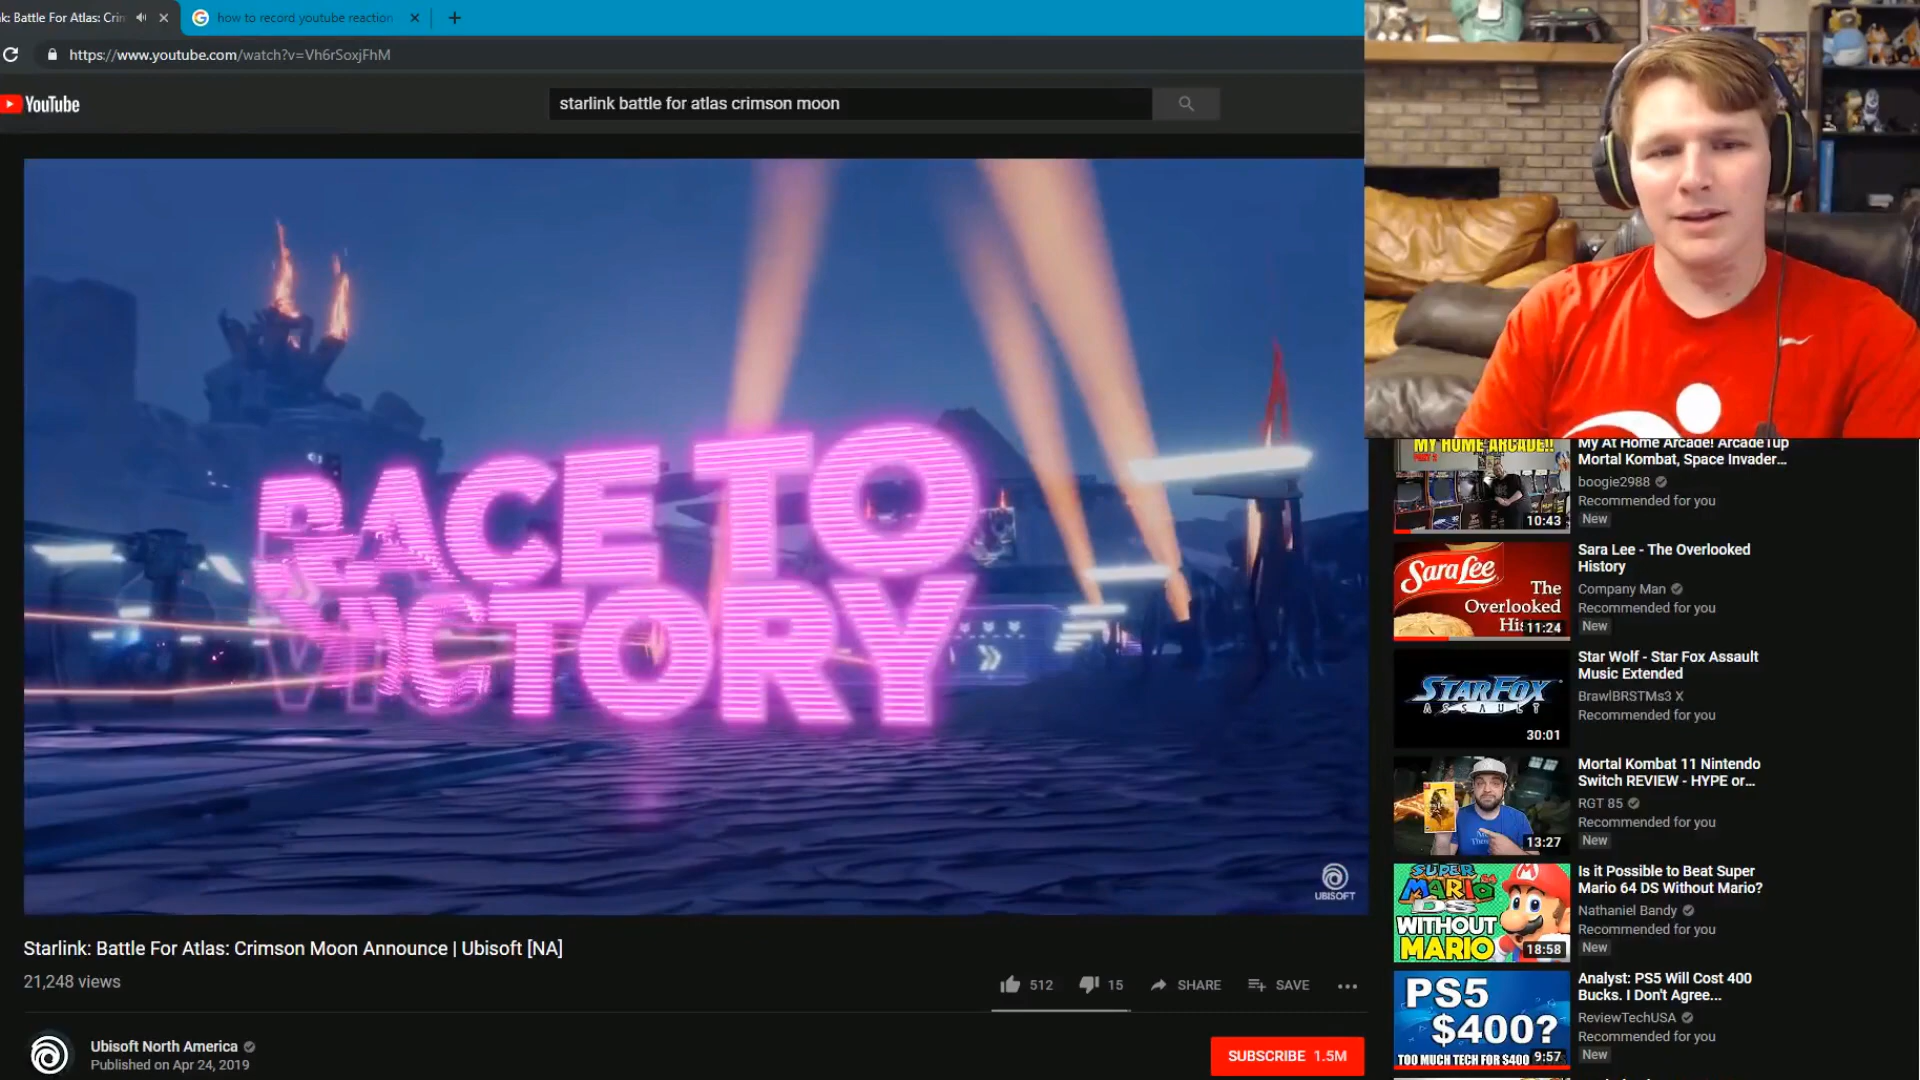 k: Battle For Atlas: Crim
how to record youtube reaction
https://www.youtube.com/watch?v=Vh6rSoxjFhM
YouTube
starlink battle for atlas crimson moon
RACE TO
VICTORY
UBISOFT
Starlink: Battle For Atlas: Crimson Moon Announce | Ubisoft [NA]
21,248 views
512
15
SHARE
SAVE
Ubisoft North America
Published on Apr 24, 2019
SUBSCRIBE 1.5M
MY HOME ARCADE!!
10:43
My At Home Arcade! Arcade1up
Mortal Kombat, Space Invader...
boogie2988
Recommended for you
New
Sara Lee
The
Overlooked
His
11:24
Sara Lee - The Overlooked
History
Company Man
Recommended for you
New
STARFOX
ASSAULT
30:01
Star Wolf - Star Fox Assault
Music Extended
BrawlBRSTMs3 X
Recommended for you
13:27
Mortal Kombat 11 Nintendo
Switch REVIEW - HYPE or...
RGT 85
Recommended for you
New
SUPER
MARIO 64
DS
WITHOUT
MARIO
18:58
Is it Possible to Beat Super
Mario 64 DS Without Mario?
Nathaniel Bandy
Recommended for you
New
PS5
$400?
TOO MUCH TECH FOR $400
9:57
Analyst: PS5 Will Cost 400
Bucks. I Don't Agree...
ReviewTechUSA
Recommended for you
New